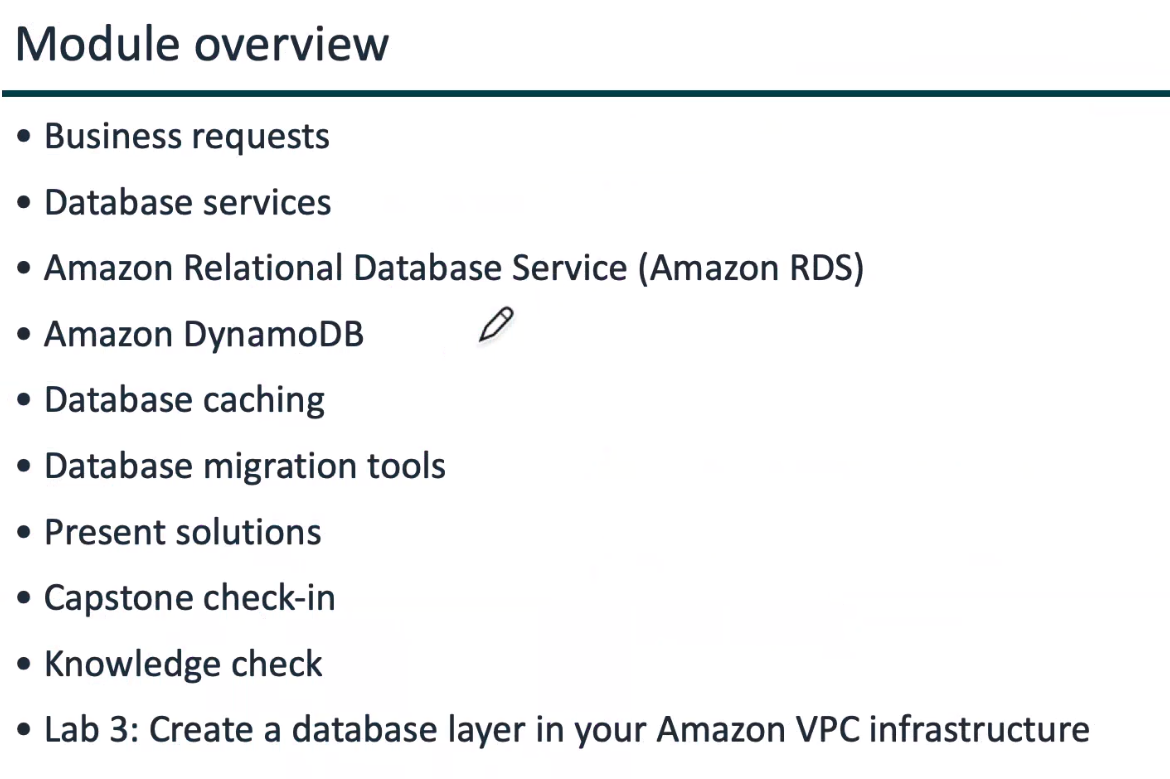 Module overview
• Business requests
• Database services
• Amazon Relational Database Service (Amazon RDS)
• Amazon DynamoDB
• Database caching
• Database migration tools
• Present solutions
• Capstone check-in
• Knowledge check
• Lab 3: Create a database layer in your Amazon VPC infrastructure